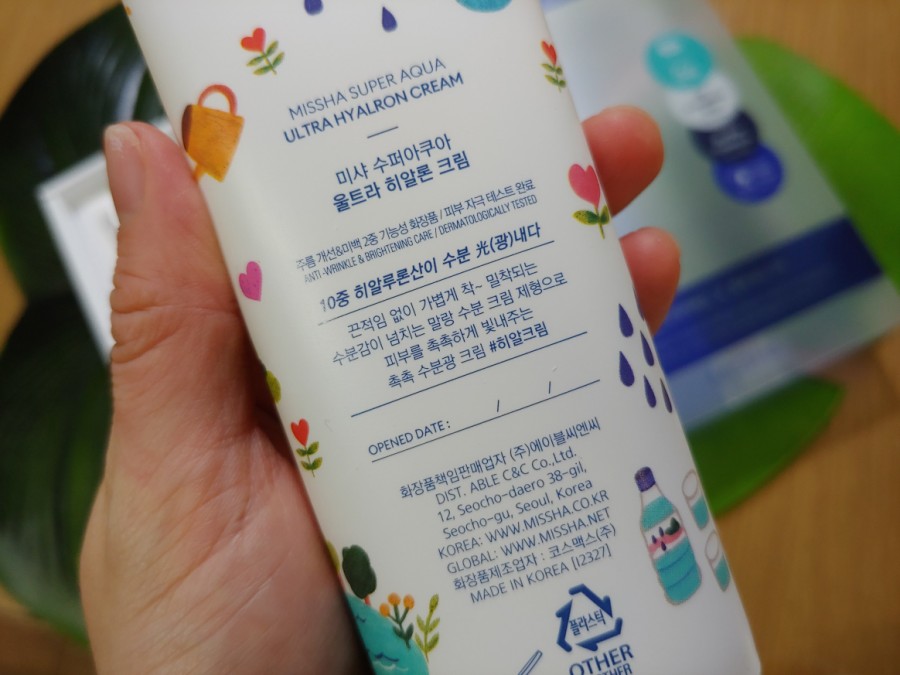 MISSHA SUPER AQUA
ULTRA HYALRON CREAM
미샤 수퍼아쿠아
울트라 히알론 크림
주름 개선&미백 2중 기능성 화장품 / 피부 자극 테스트 완료
ANTI-WRINKLE & BRIGHTENING CARE / DERMATOLOGICALLY TESTED
10중 히알루론산이 수분 光(광)내다
끈적임 없이 가볍게 착~ 밀착되는
수분감이 넘치는 말랑 수분 크림 제형으로
피부를 촉촉하게 빛내주는
촉촉 수분광 크림 #히알크림
OPENED DATE : / /
화장품책임판매업자 (주)에이블씨엔씨
DIST. ABLE C&C Co.,Ltd.
12, Seocho-daero 38-gil,
Seocho-gu, Seoul, Korea
KOREA: WWW.MISSHA.CO.KR
GLOBAL: WWW.MISSHA.NET
화장품제조업자 : 코스맥스(주)
MADE IN KOREA [12327]
플라스틱
OTHER